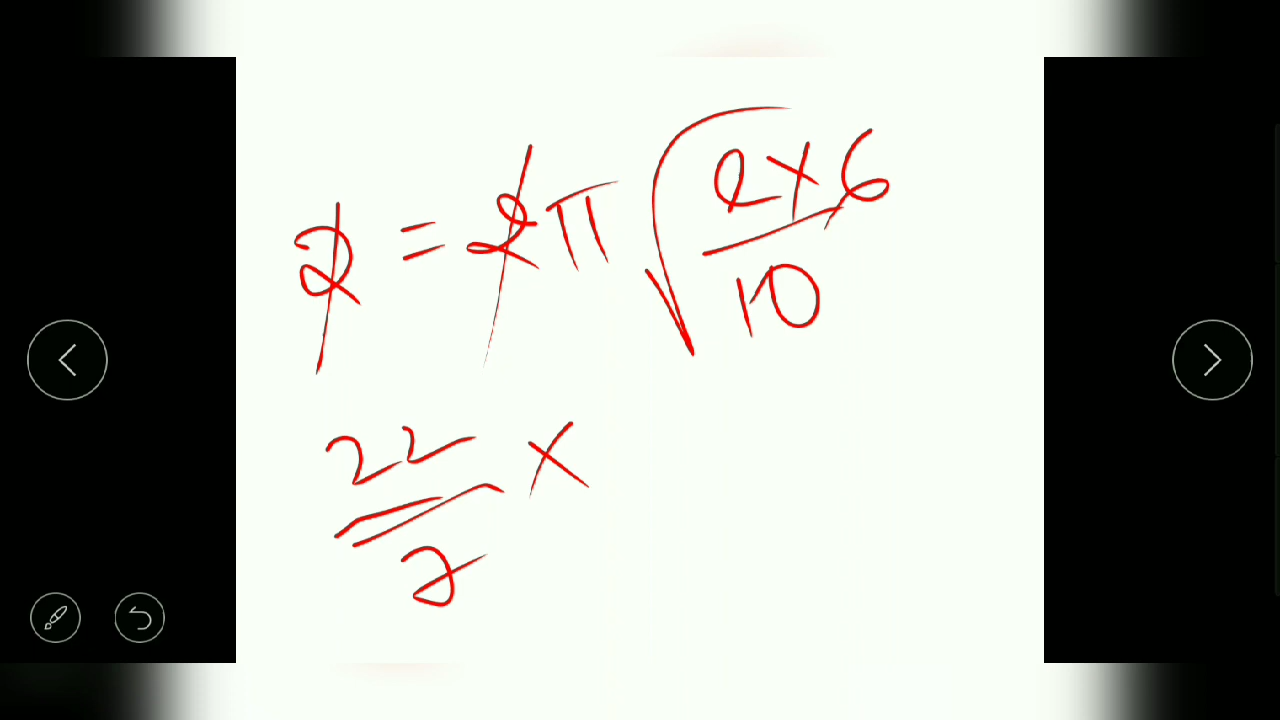 2 = 2π √(2×6/10)
22/7 ×